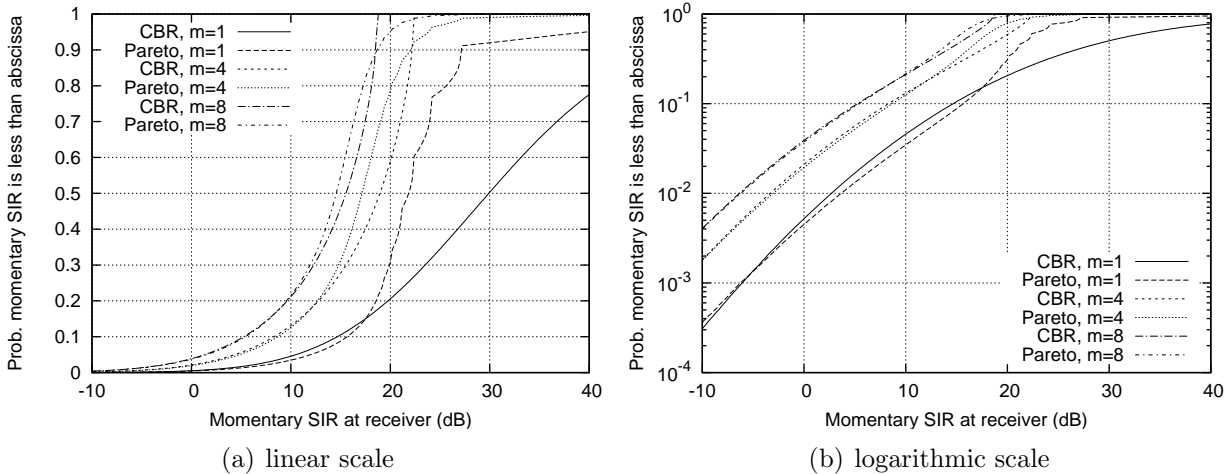 1
0.9
0.8
0.7
0.6
0.5
0.4
0.3
0.2
0.1
0
-10
0
10
20
30
40
Prob. momentary SIR is less than abscissa
Momentary SIR at receiver (dB)
CBR, m=1
Pareto, m=1
CBR, m=4
Pareto, m=4
CBR, m=8
Pareto, m=8
(a) linear scale
10^0
10^-1
10^-2
10^-3
10^-4
-10
0
10
20
30
40
Prob. momentary SIR is less than abscissa
Momentary SIR at receiver (dB)
CBR, m=1
Pareto, m=1
CBR, m=4
Pareto, m=4
CBR, m=8
Pareto, m=8
(b) logarithmic scale